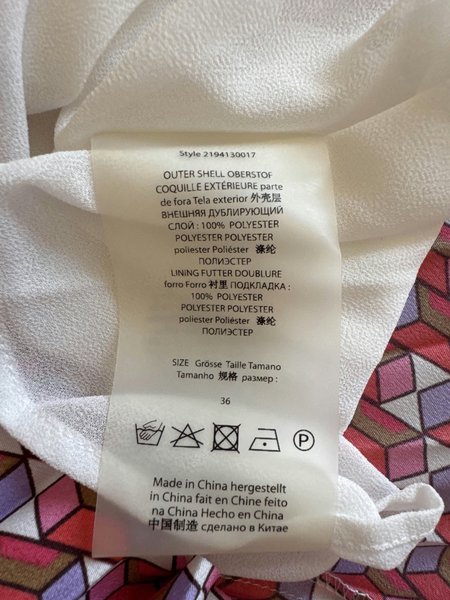 Style 2194130017
OUTER SHELL OBERSTOF
COQUILLE EXTÉRIEURE parte
de fora Tela exterior 外壳层
ВНЕШНЯЯ ДУБЛИРУЮЩИЙ
СЛОЙ : 100% POLYESTER
POLYESTER POLYESTER
poliester Poliéster 涤纶
ПОЛИЭСТЕР
LINING FUTTER DOUBLURE
forro Forro 衬里 ПОДКЛАДКА :
100% POLYESTER
POLYESTER POLYESTER
poliester Poliéster 涤纶
ПОЛИЭСТЕР
SIZE Grösse Taille Tamano
Tamanho 规格 размер :
36
P
Made in China hergestellt
in China fait en Chine feito
na China Hecho en China
中国制造 сделано в Китае